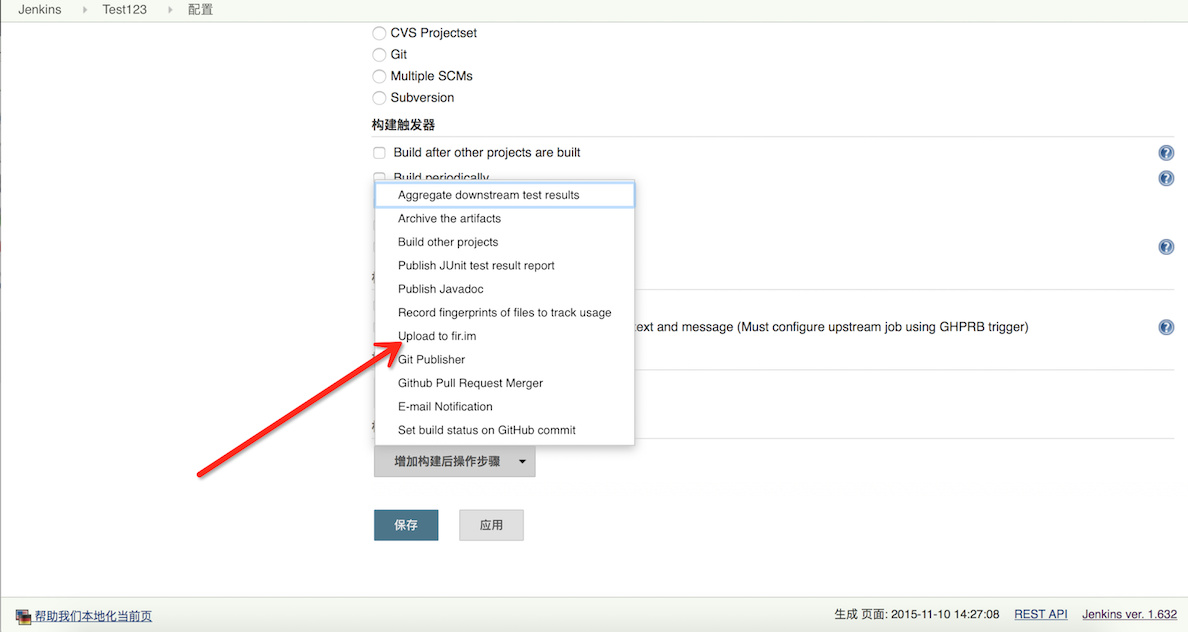 Jenkins Test123 配置
CVS Projectset
Git
Multiple SCMs
Subversion
构建触发器
Build after other projects are built
Build periodically
Aggregate downstream test results
Archive the artifacts
Build other projects
Publish JUnit test result report
Publish Javadoc
Record fingerprints of files to track usage
Upload to fir.im
text and message (Must configure upstream job using GHPRB trigger)
Git Publisher
Github Pull Request Merger
E-mail Notification
Set build status on GitHub commit
增加构建后操作步骤
保存 应用
帮助我们本地化当前页 生成 页面: 2015-11-10 14:27:08 REST API Jenkins ver. 1.632